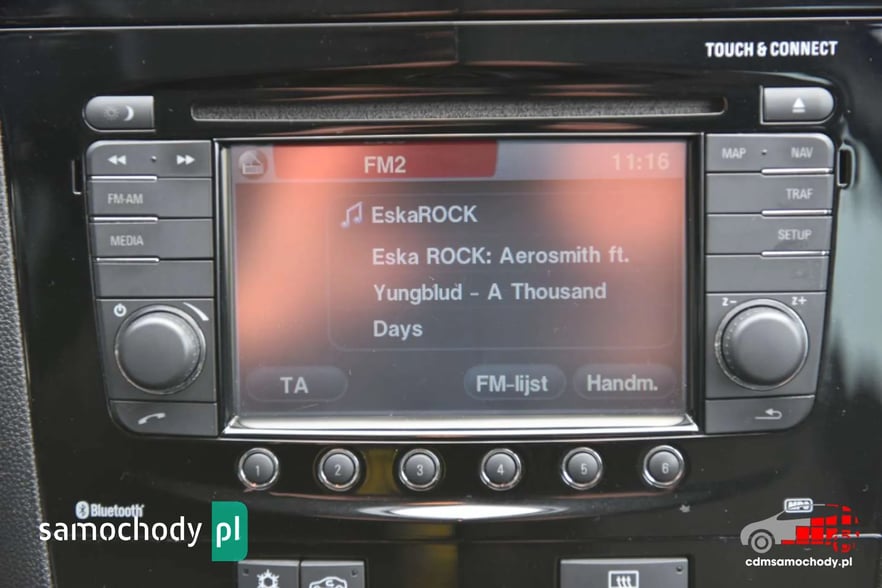 TOUCH & CONNECT
FM2 11:16
MAP NAV
FM-AM
TRAF
EskaROCK
MEDIA
SETUP
Eska ROCK: Aerosmith ft.
Yungblud - A Thousand
Days
z- z+
TA FM-lijst Handm.
1 2 3 4 5 6
Bluetooth
MP3
samochody pl
cdmsamochody.pl